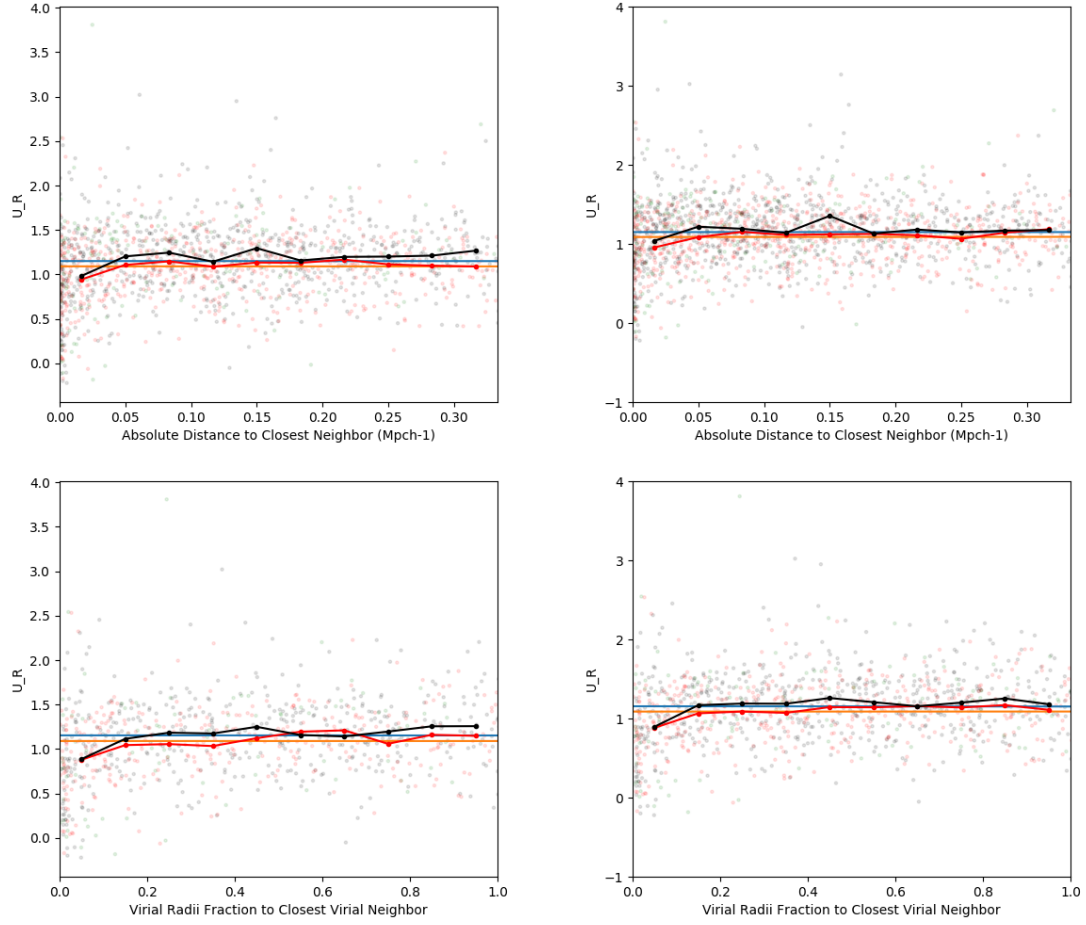 4.0
3.5
3.0
2.5
2.0
1.5
1.0
0.5
0.0
U_R
0.00 0.05 0.10 0.15 0.20 0.25 0.30
Absolute Distance to Closest Neighbor (Mpch-1)
4
3
2
1
0
−1
U_R
0.00 0.05 0.10 0.15 0.20 0.25 0.30
Absolute Distance to Closest Neighbor (Mpch-1)
4.0
3.5
3.0
2.5
2.0
1.5
1.0
0.5
0.0
U_R
0.0 0.2 0.4 0.6 0.8 1.0
Virial Radii Fraction to Closest Virial Neighbor
4
3
2
1
0
−1
U_R
0.0 0.2 0.4 0.6 0.8 1.0
Virial Radii Fraction to Closest Virial Neighbor